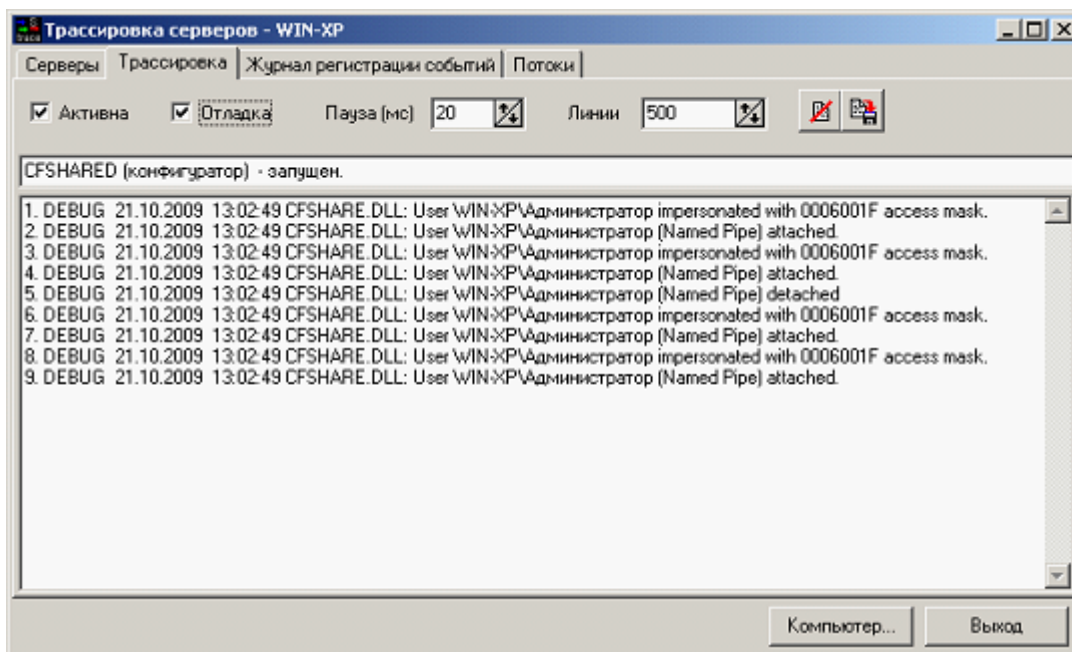 Трассировка серверов - WIN-XP
Серверы Трассировка Журнал регистрации событий Потоки
Активна Отладка Пауза (мс) 20 Линии 500
CFSHARED (конфигуратор) - запущен.
1. DEBUG 21.10.2009 13:02:49 CFSHARE.DLL: User WIN-XP\Администратор impersonated with 0006001F access mask.
2. DEBUG 21.10.2009 13:02:49 CFSHARE.DLL: User WIN-XP\Администратор (Named Pipe) attached.
3. DEBUG 21.10.2009 13:02:49 CFSHARE.DLL: User WIN-XP\Администратор impersonated with 0006001F access mask.
4. DEBUG 21.10.2009 13:02:49 CFSHARE.DLL: User WIN-XP\Администратор (Named Pipe) attached.
5. DEBUG 21.10.2009 13:02:49 CFSHARE.DLL: User WIN-XP\Администратор (Named Pipe) detached
6. DEBUG 21.10.2009 13:02:49 CFSHARE.DLL: User WIN-XP\Администратор impersonated with 0006001F access mask.
7. DEBUG 21.10.2009 13:02:49 CFSHARE.DLL: User WIN-XP\Администратор (Named Pipe) attached.
8. DEBUG 21.10.2009 13:02:49 CFSHARE.DLL: User WIN-XP\Администратор impersonated with 0006001F access mask.
9. DEBUG 21.10.2009 13:02:49 CFSHARE.DLL: User WIN-XP\Администратор (Named Pipe) attached.
Компьютер... Выход